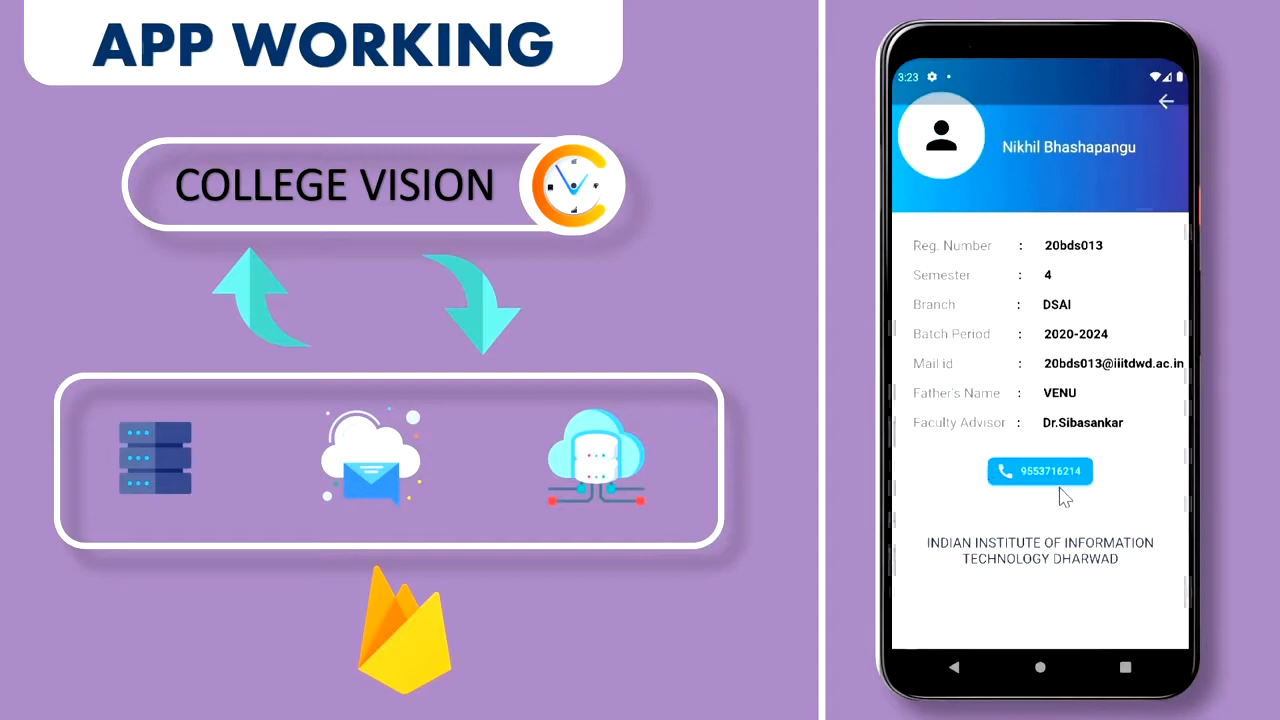 APP WORKING
COLLEGE VISION
3:23
Nikhil Bhashapangu
Reg. Number : 20bds013
Semester : 4
Branch : DSAI
Batch Period : 2020-2024
Mail id : 20bds013@iiitdwd.ac.in
Father's Name : VENU
Faculty Advisor : Dr.Sibasankar
9553716214
INDIAN INSTITUTE OF INFORMATION
TECHNOLOGY DHARWAD